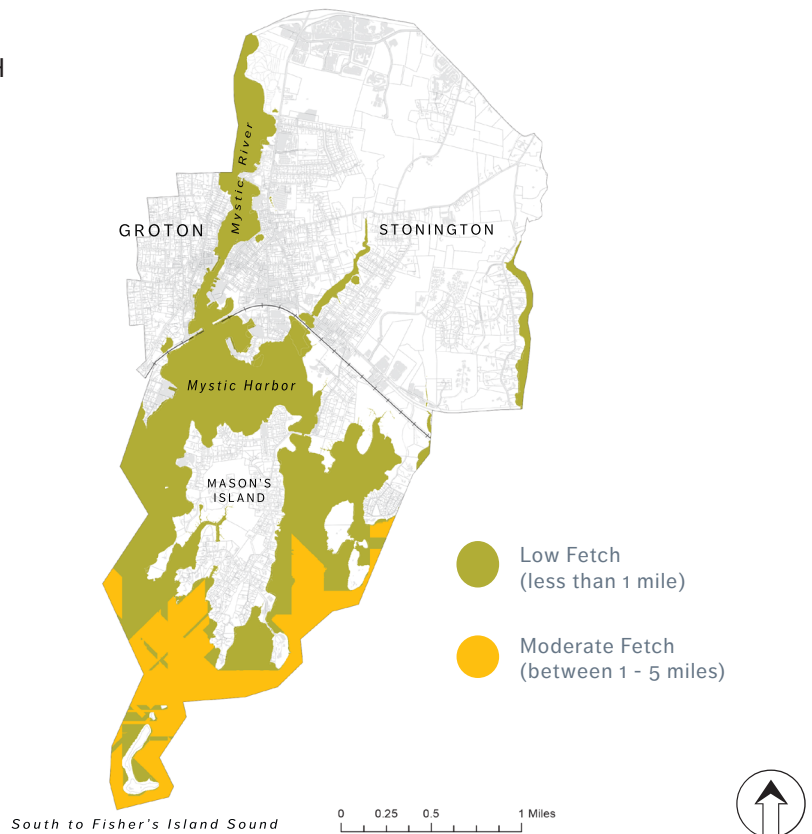 H
Mystic River
GROTON
STONINGTON
Mystic Harbor
MASON'S
ISLAND
Low Fetch
(less than 1 mile)
Moderate Fetch
(between 1 - 5 miles)
South to Fisher's Island Sound
0 0.25 0.5 1 Miles